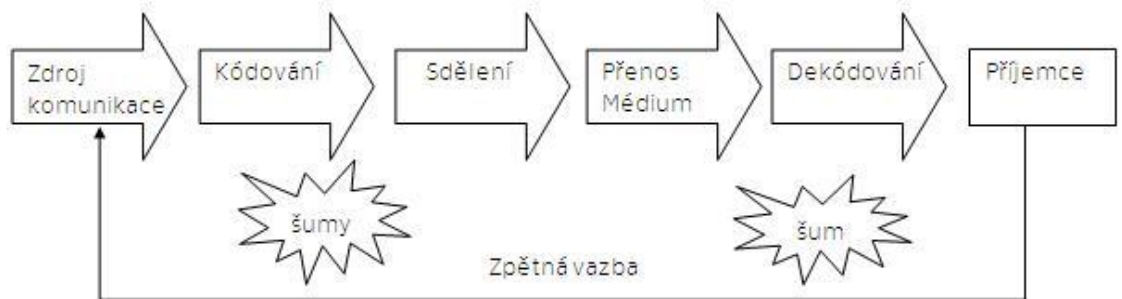 Zdroj
komunikace
Kódování
Sdělení
Přenos
Médium
Dekódování
Příjemce
šumy
šum
Zpětná vazba